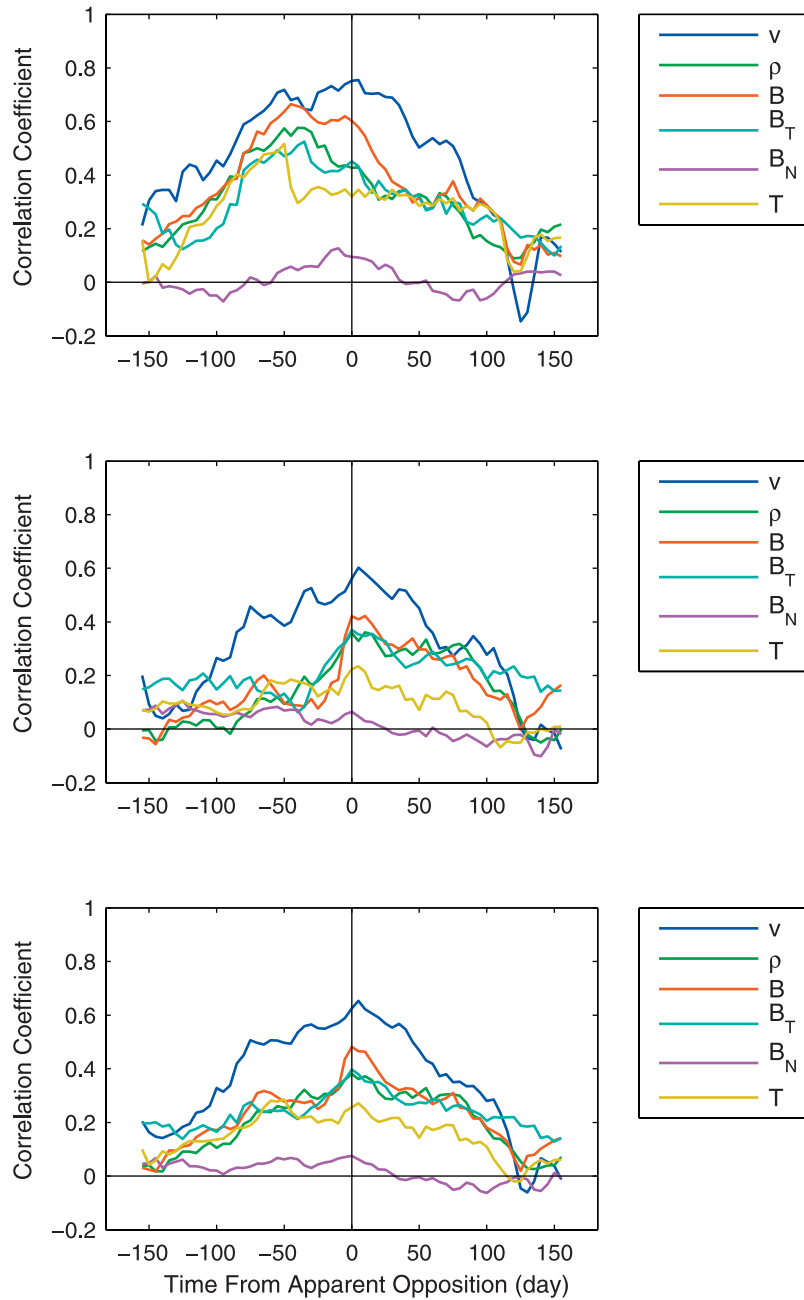 1
0.8
0.6
0.4
0.2
0
−0.2
Correlation Coefficient
−150 −100 −50 0 50 100 150
v
ρ
B
B_T
B_N
T
1
0.8
0.6
0.4
0.2
0
−0.2
Correlation Coefficient
−150 −100 −50 0 50 100 150
v
ρ
B
B_T
B_N
T
1
0.8
0.6
0.4
0.2
0
−0.2
Correlation Coefficient
−150 −100 −50 0 50 100 150
Time From Apparent Opposition (day)
v
ρ
B
B_T
B_N
T